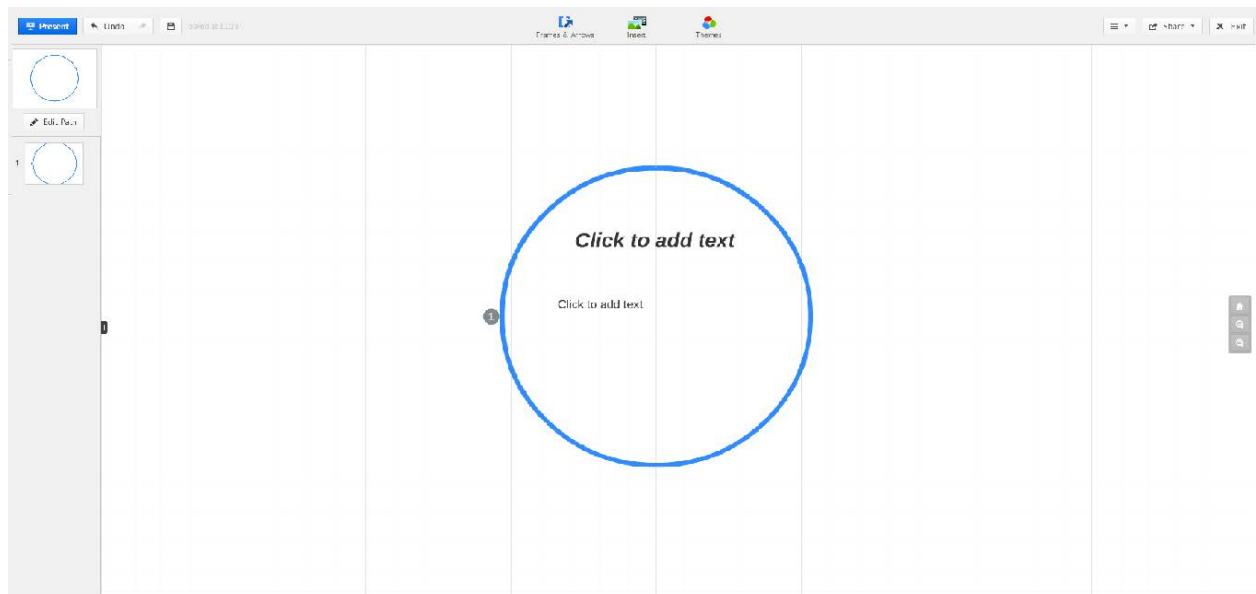 Present Undo
Frames & Arrows Insert Themes
Share Exit
Edit Path
1
Click to add text
Click to add text
1